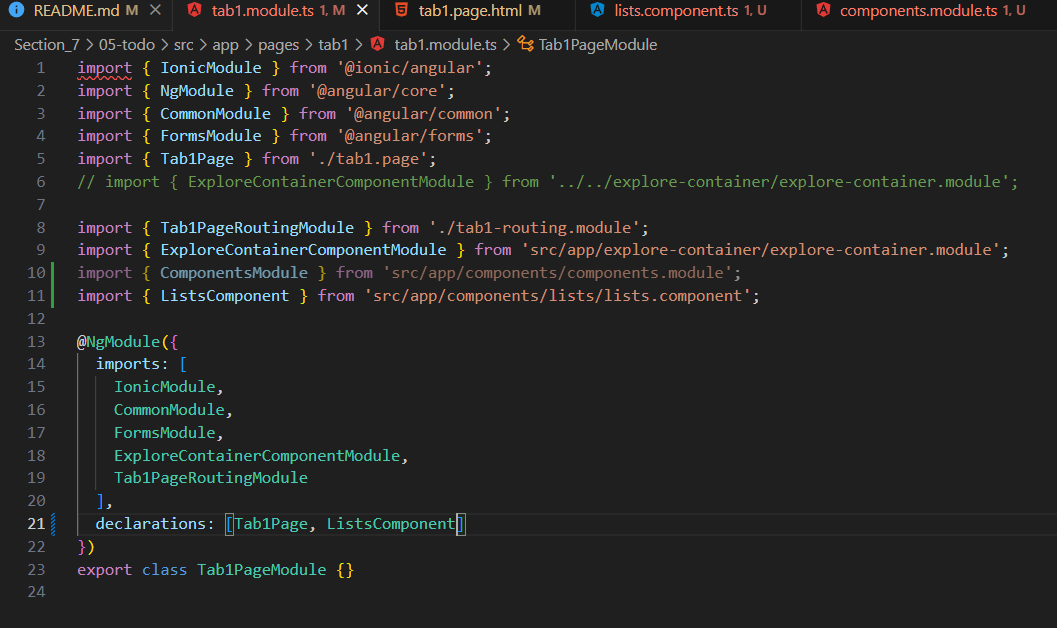 README.md M
tab1.module.ts 1, M
tab1.page.html M
lists.component.ts 1, U
components.module.ts 1, U
Section_7 > 05-todo > src > app > pages > tab1 > tab1.module.ts > Tab1PageModule
1 import { IonicModule } from '@ionic/angular';
2 import { NgModule } from '@angular/core';
3 import { CommonModule } from '@angular/common';
4 import { FormsModule } from '@angular/forms';
5 import { Tab1Page } from './tab1.page';
6 // import { ExploreContainerComponentModule } from '../../explore-container/explore-container.module';
7
8 import { Tab1PageRoutingModule } from './tab1-routing.module';
9 import { ExploreContainerComponentModule } from 'src/app/explore-container/explore-container.module';
10 import { ComponentsModule } from 'src/app/components/components.module';
11 import { ListsComponent } from 'src/app/components/lists/lists.component';
12
13 @NgModule({
14   imports: [
15     IonicModule,
16     CommonModule,
17     FormsModule,
18     ExploreContainerComponentModule,
19     Tab1PageRoutingModule
20   ],
21   declarations: [Tab1Page, ListsComponent]
22 })
23 export class Tab1PageModule {}
24